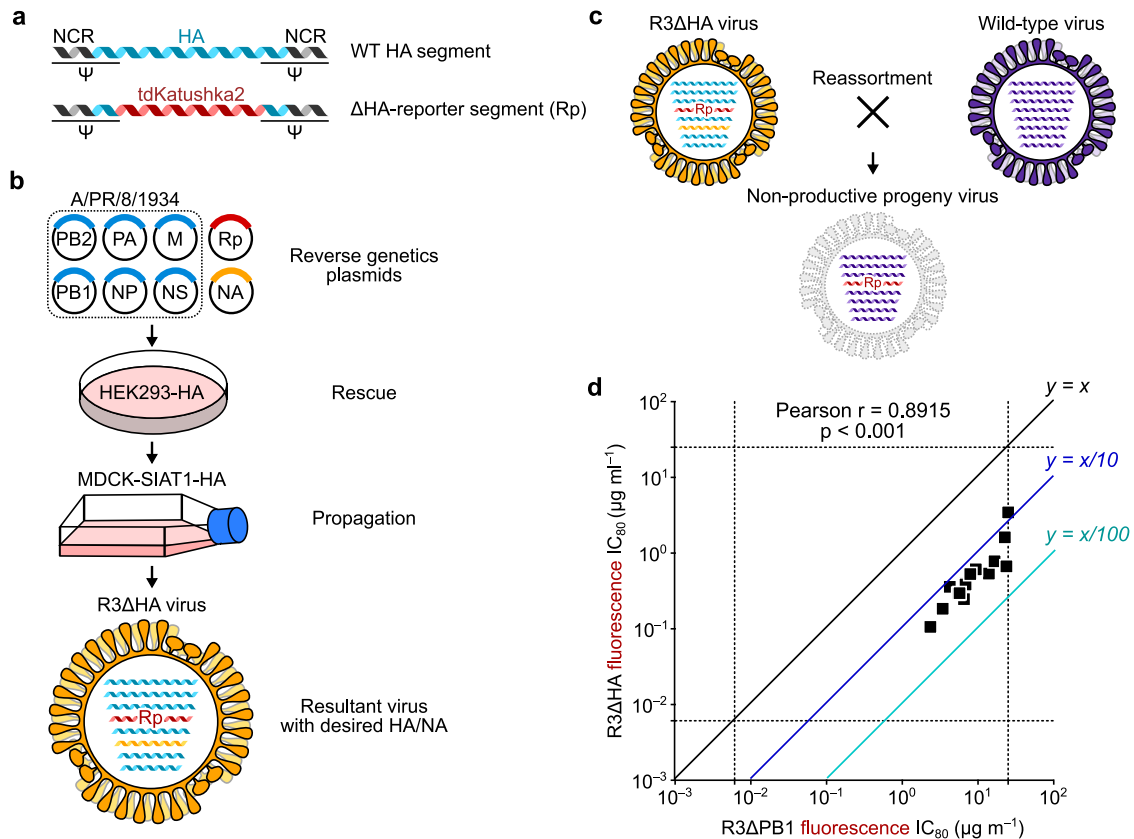 a
NCR HA NCR
WT HA segment
Ψ Ψ
tdKatushka2
ΔHA-reporter segment (Rp)
Ψ Ψ
b
A/PR/8/1934
PB2 PA M Rp
PB1 NP NS NA
Reverse genetics
plasmids
HEK293-HA
Rescue
MDCK-SIAT1-HA
Propagation
R3ΔHA virus
Rp
Resultant virus
with desired HA/NA
c
R3ΔHA virus
Wild-type virus
Reassortment
Rp
Non-productive progeny virus
Rp
d
Pearson r = 0.8915
p < 0.001
y = x
y = x/10
y = x/100
R3ΔHA fluorescence IC80 (µg ml⁻¹)
10²
10¹
10⁰
10⁻¹
10⁻²
10⁻³
10⁻³ 10⁻² 10⁻¹ 10⁰ 10¹ 10²
R3ΔPB1 fluorescence IC80 (µg m⁻¹)